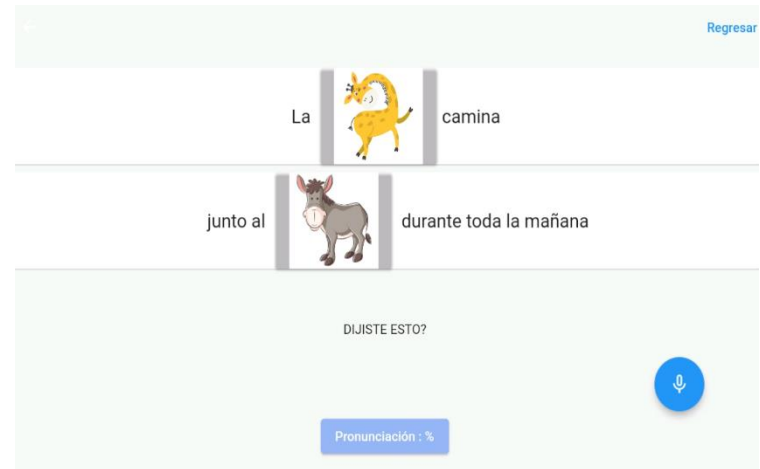 Regresar
La camina
junto al durante toda la mañana
DIJISTE ESTO?
Pronunciación : %